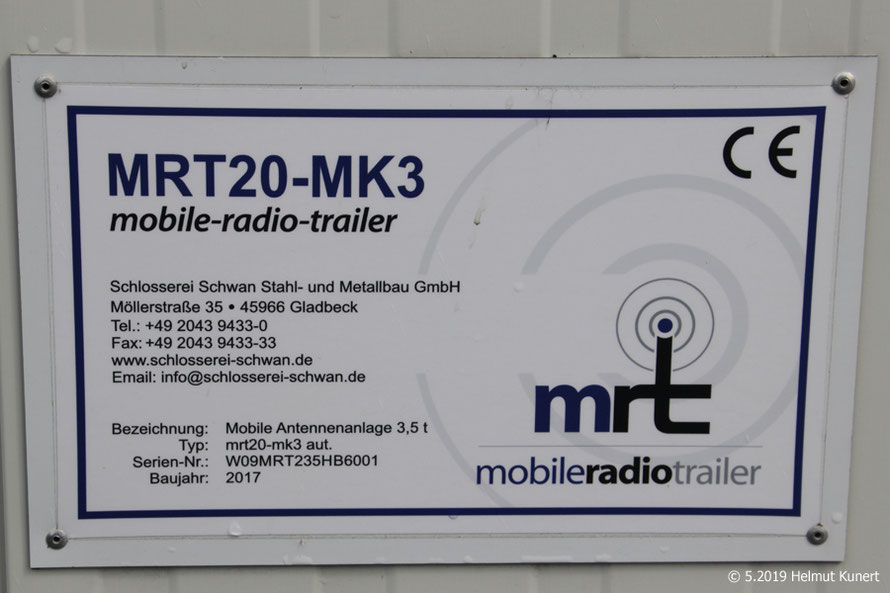 MRT20-MK3
mobile-radio-trailer
CE
Schlosserei Schwan Stahl- und Metallbau GmbH
Möllerstraße 35 • 45966 Gladbeck
Tel.: +49 2043 9433-0
Fax: +49 2043 9433-33
www.schlosserei-schwan.de
Email: info@schlosserei-schwan.de
Bezeichnung: Mobile Antennenanlage 3,5 t
Typ: mrt20-mk3 aut.
Serien-Nr.: W09MRT235HB6001
Baujahr: 2017
mrt
mobileradiotrailer
© 5.2019 Helmut Kunert